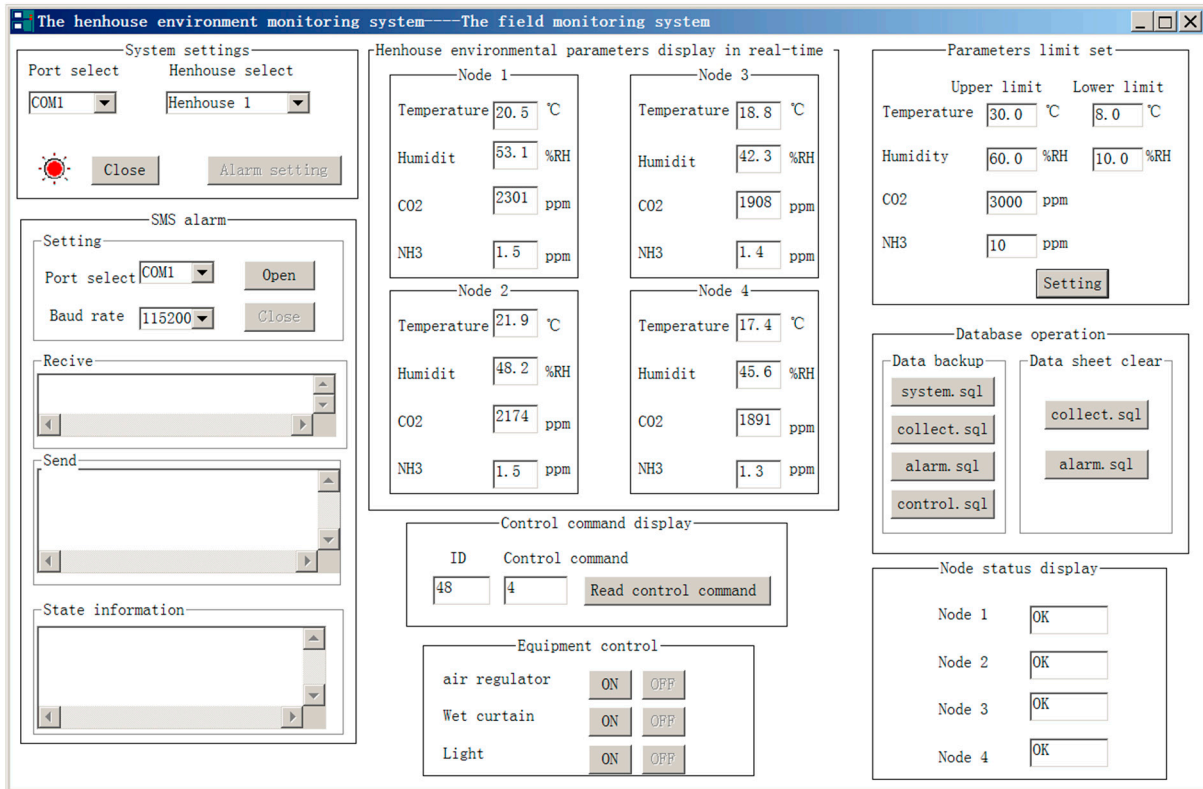 The henhouse environment monitoring system----The field monitoring system
System settings
Port select Henhouse select
COM1 Henhouse 1
Close Alarm setting
SMS alarm
Setting
Port select COM1 Open
Baud rate 115200 Close
Recive
Send
State information
Henhouse environmental parameters display in real-time
Node 1
Temperature 20.5 ℃
Humidit 53.1 %RH
CO2 2301 ppm
NH3 1.5 ppm
Node 3
Temperature 18.8 ℃
Humidit 42.3 %RH
CO2 1908 ppm
NH3 1.4 ppm
Node 2
Temperature 21.9 ℃
Humidit 48.2 %RH
CO2 2174 ppm
NH3 1.5 ppm
Node 4
Temperature 17.4 ℃
Humidit 45.6 %RH
CO2 1891 ppm
NH3 1.3 ppm
Control command display
ID Control command
48 4 Read control command
Equipment control
air regulator ON OFF
Wet curtain ON OFF
Light ON OFF
Parameters limit set
Upper limit Lower limit
Temperature 30.0 ℃ 8.0 ℃
Humidity 60.0 %RH 10.0 %RH
CO2 3000 ppm
NH3 10 ppm
Setting
Database operation
Data backup
system.sql
collect.sql
alarm.sql
control.sql
Data sheet clear
collect.sql
alarm.sql
Node status display
Node 1 OK
Node 2 OK
Node 3 OK
Node 4 OK